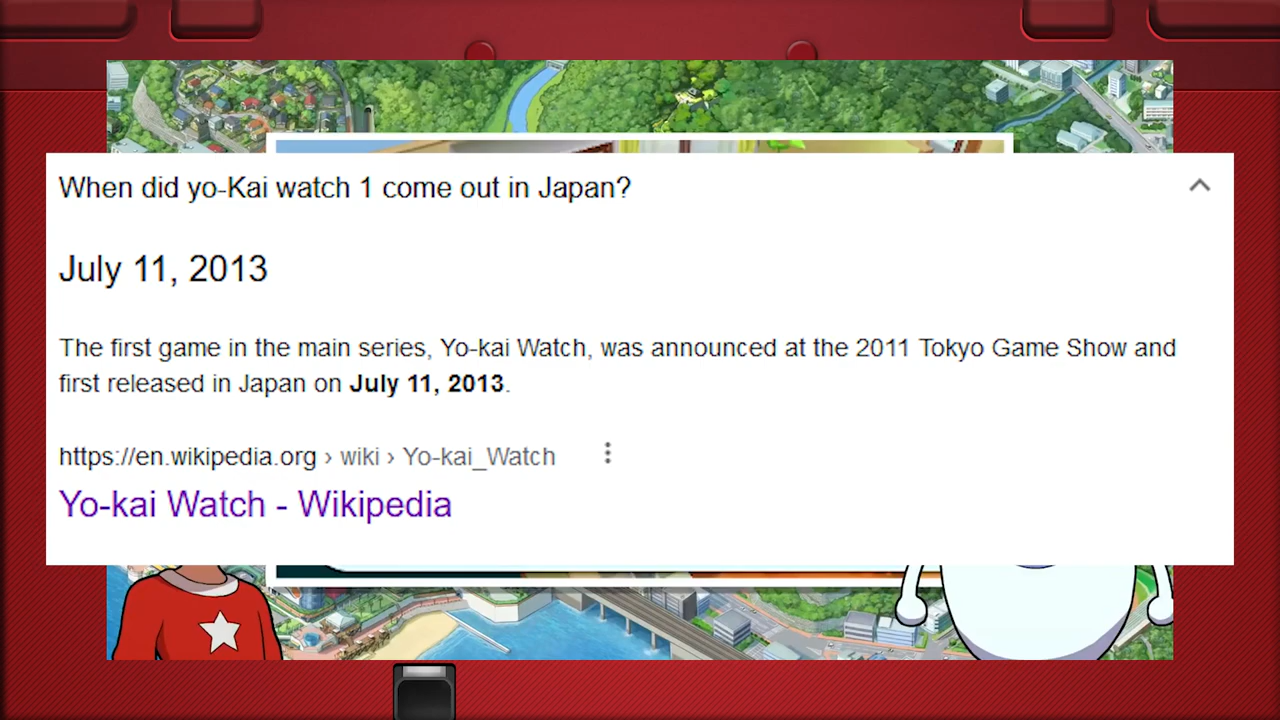 When did yo-Kai watch 1 come out in Japan?
July 11, 2013
The first game in the main series, Yo-kai Watch, was announced at the 2011 Tokyo Game Show and
first released in Japan on July 11, 2013.
https://en.wikipedia.org › wiki › Yo-kai_Watch
Yo-kai Watch - Wikipedia